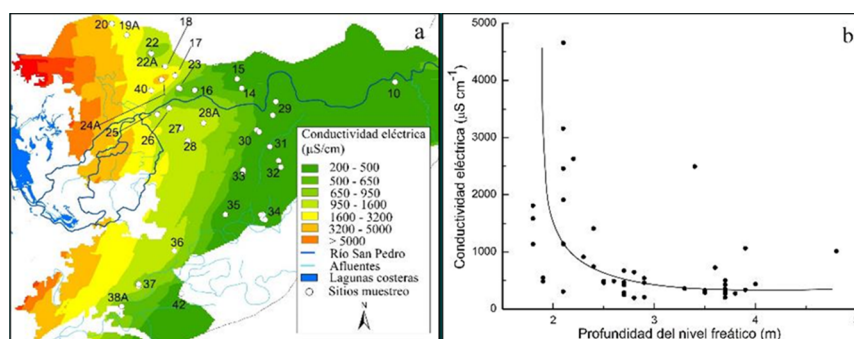 a
20
19A
18
17
22
22A
23
15
14
10
40
16
24A
28A
29
25
27
30
26
28
31
33
32
35
34
36
37
38A
42
Conductividad eléctrica
(µS/cm)
200 - 500
500 - 650
650 - 950
950 - 1600
1600 - 3200
3200 - 5000
> 5000
Río San Pedro
Afluentes
Lagunas costeras
Sitios muestreo
N
b
Conductividad eléctrica (µS cm⁻¹)
5000
4000
3000
2000
1000
0
2
3
4
Profundidad del nivel freático (m)